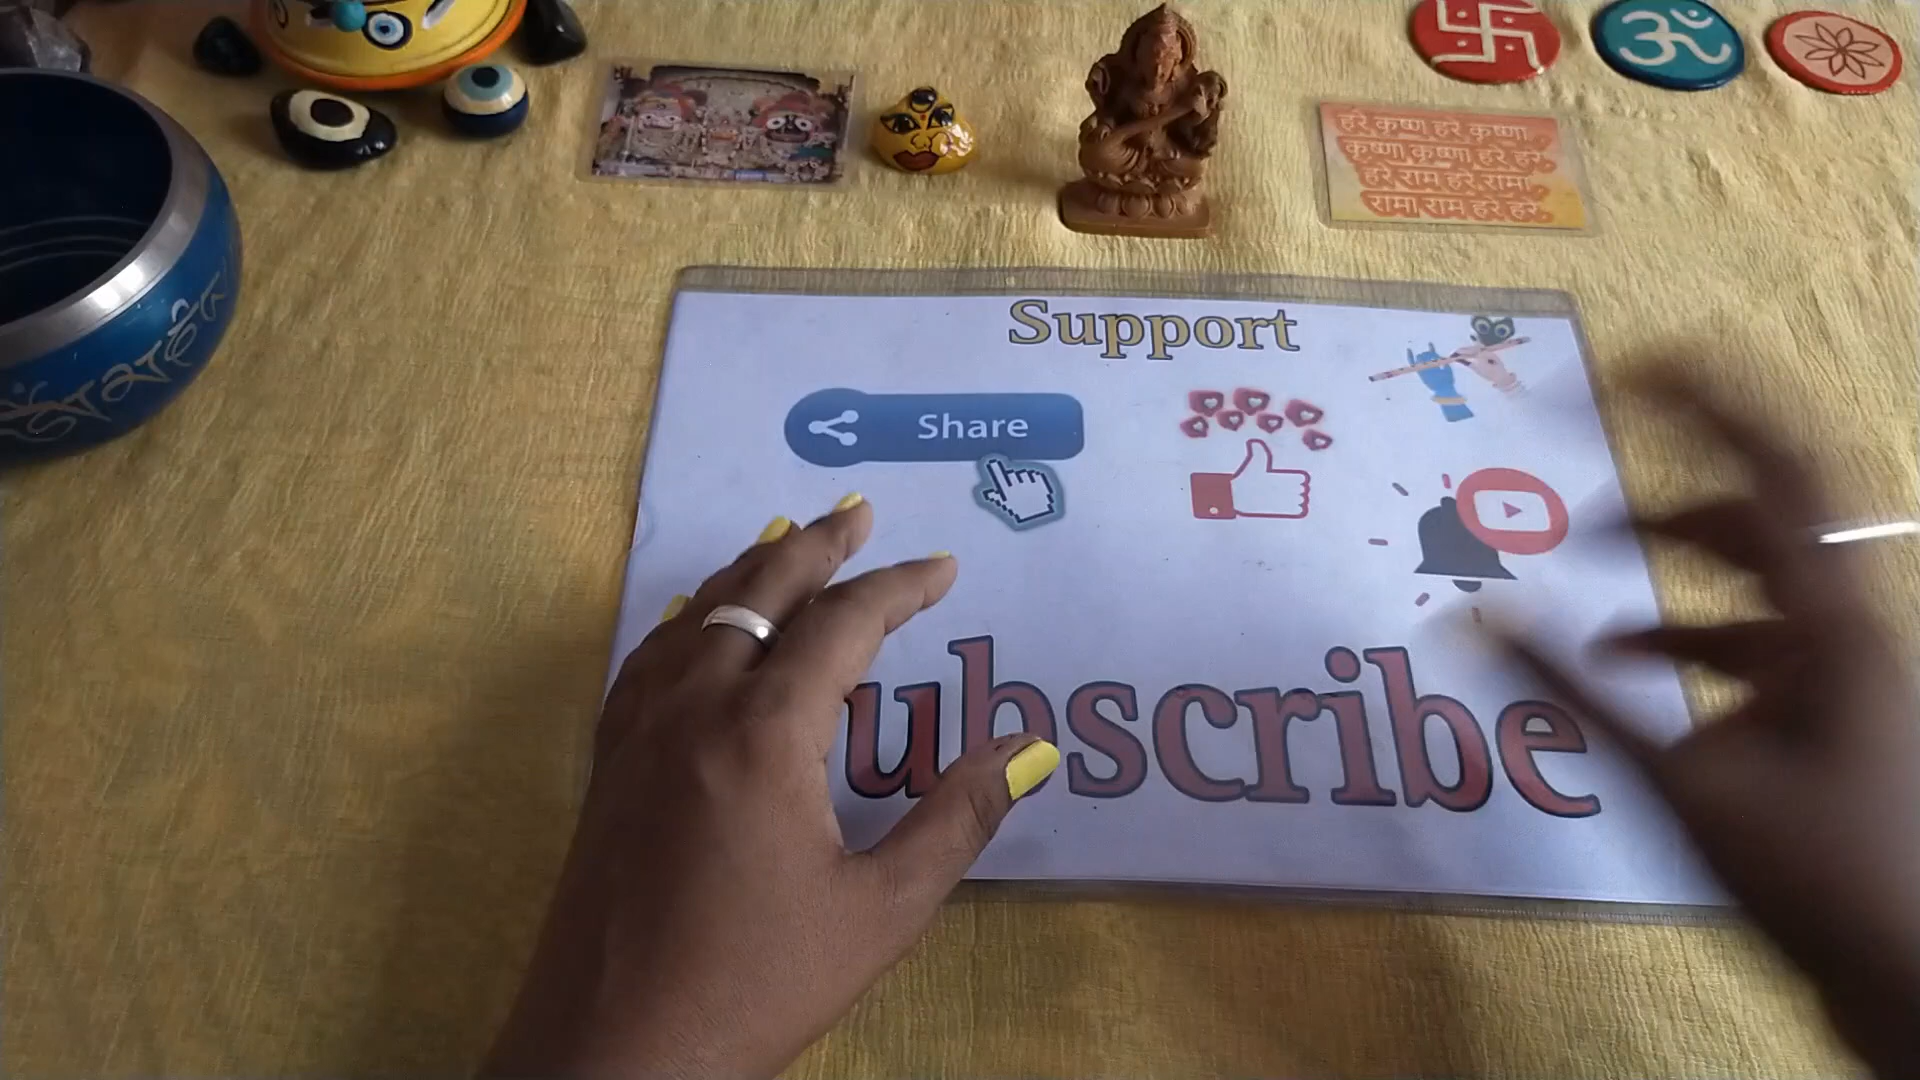 ॐ
हरे कृष्ण हरे कृष्णा
कृष्णा कृष्णा हरे हरे
हरे राम हरे रामा
रामा राम हरे हरे
Support
Share
ubscribe